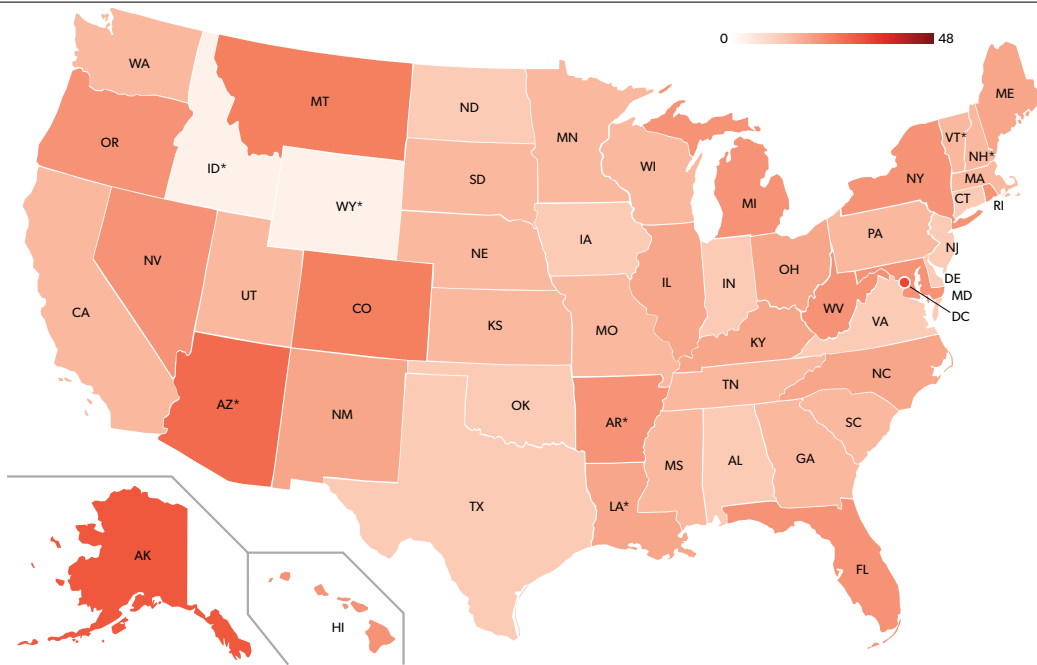 0 48
WA
MT
ND
MN
ME
VT*
NH*
OR
ID*
WI
SD
MA
NY
CT
RI
WY*
MI
PA
IA
NE
NJ
NV
OH
IL
IN
DE
UT
MD
CO
WV
CA
DC
VA
KS
MO
KY
NC
TN
AZ*
OK
NM
AR*
SC
GA
AL
MS
TX
LA*
AK
FL
HI